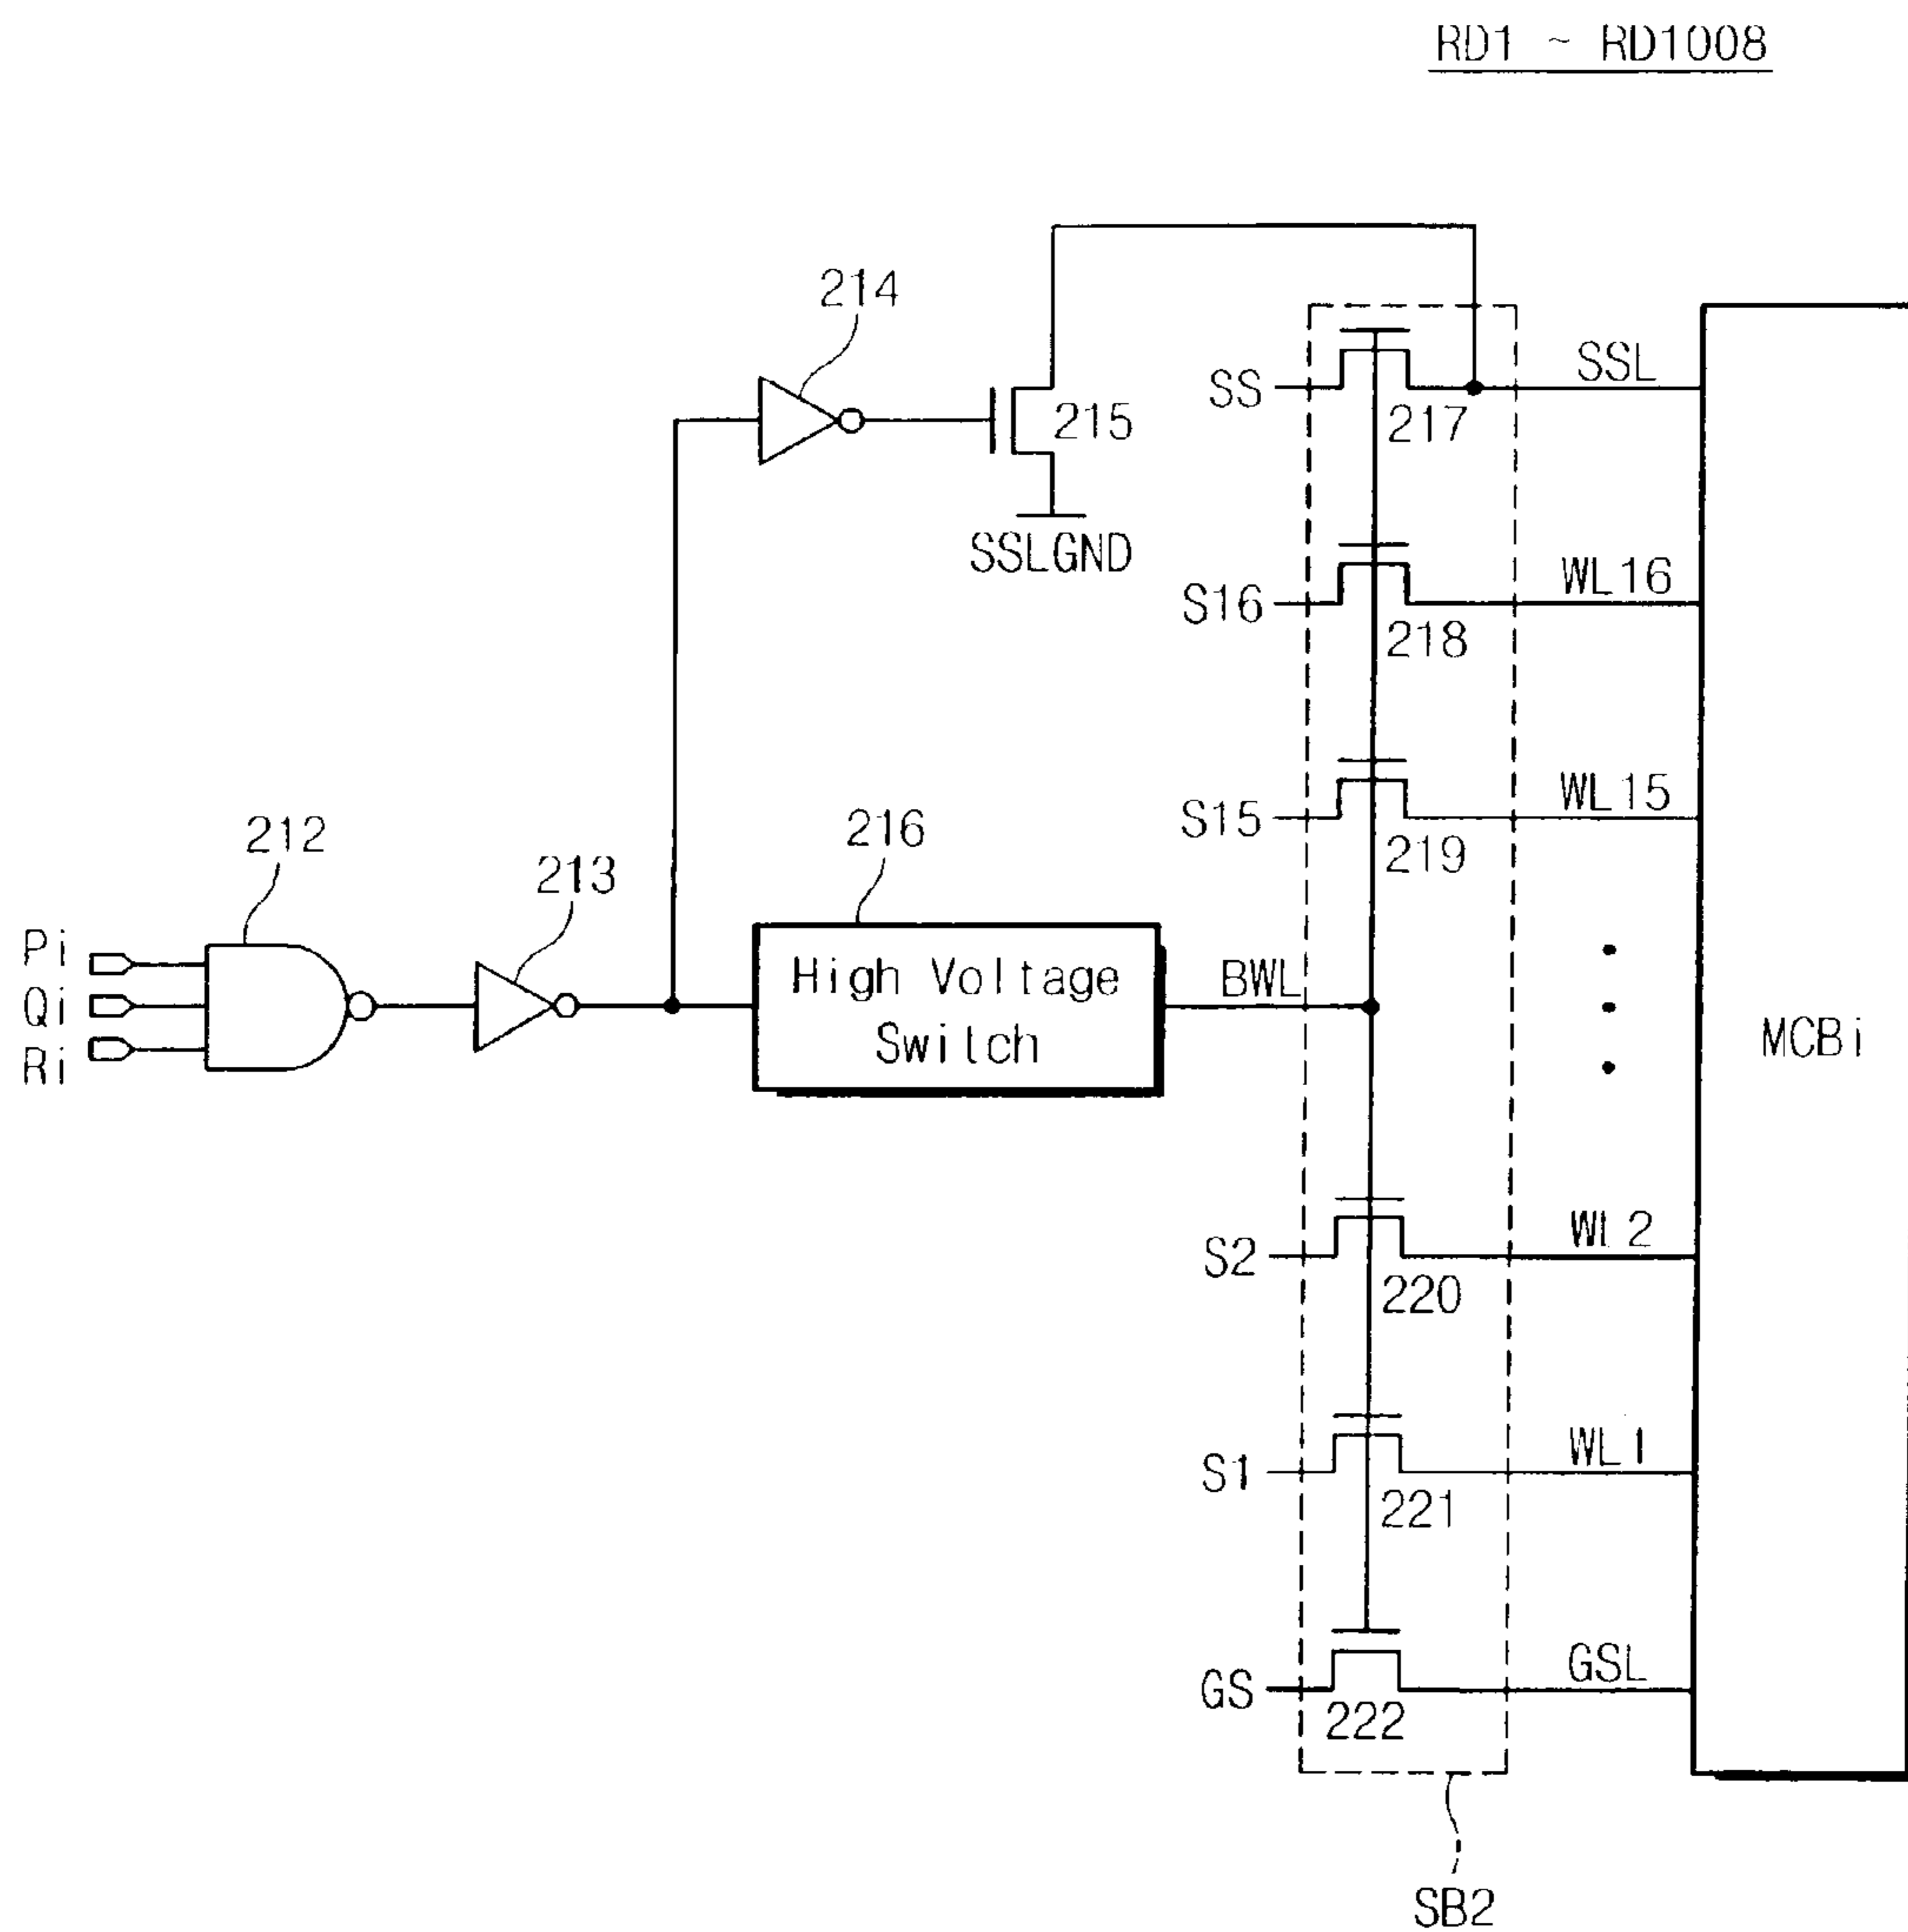 RD1 ~ RD1008
214
SS
SSL
215
217
SSLGND
S16
WL16
218
S15
WL15
219
212
213
216
Pi
Qi
Ri
High Voltage
Switch
BWL
MCBi
S2
WL2
220
S1
WL1
221
GS
GSL
222
SB2